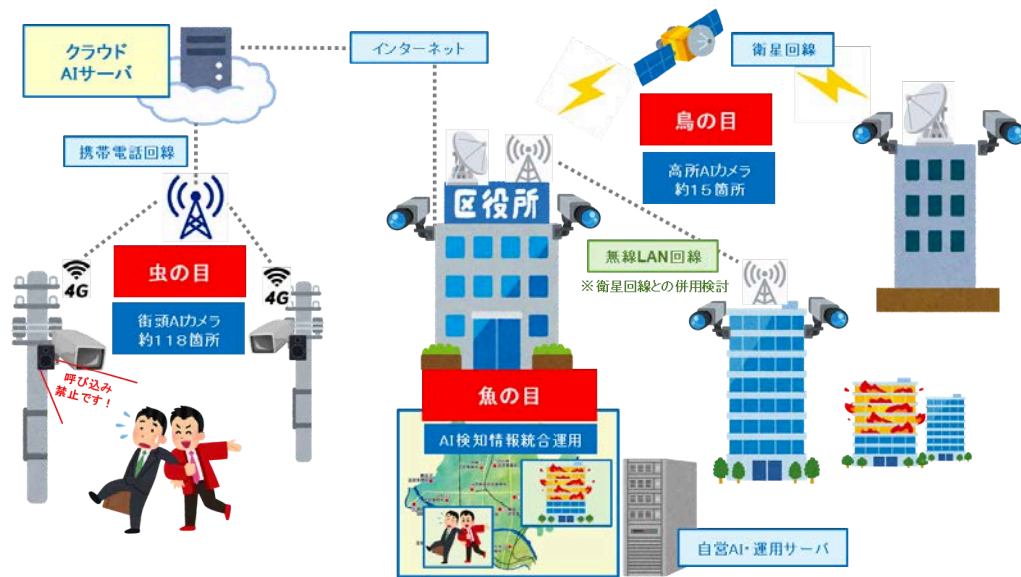 クラウド
AIサーバ
インターネット
衛星回線
鳥の目
携帯電話回線
高所AIカメラ
約15箇所
区役所
虫の目
無線LAN回線
※衛星回線との併用検討
4G
4G
街頭AIカメラ
約118箇所
呼び込み
禁止です！
魚の目
AI検知情報統合運用
自営AI・運用サーバ